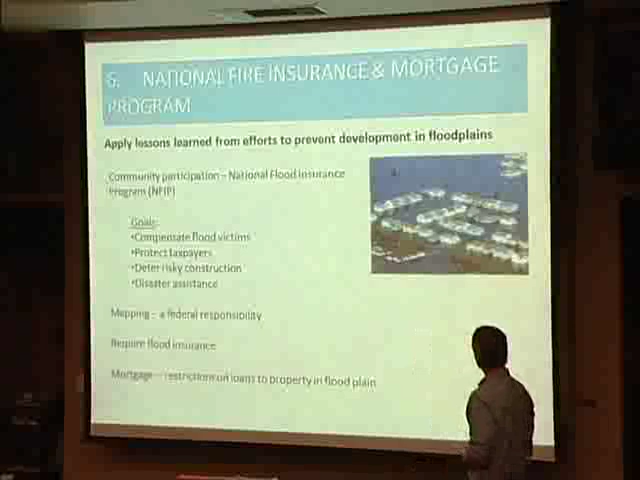 6. NATIONAL FIRE INSURANCE & MORTGAGE
PROGRAM
Apply lessons learned from efforts to prevent development in floodplains
Community participation – National Flood Insurance
Program (NFIP)
Goals:
•Compensate flood victims
•Protect taxpayers
•Deter risky construction
•Disaster assistance
Mapping – a federal responsibility
Require flood insurance
Mortgage – restrictions on loans to property in flood plain